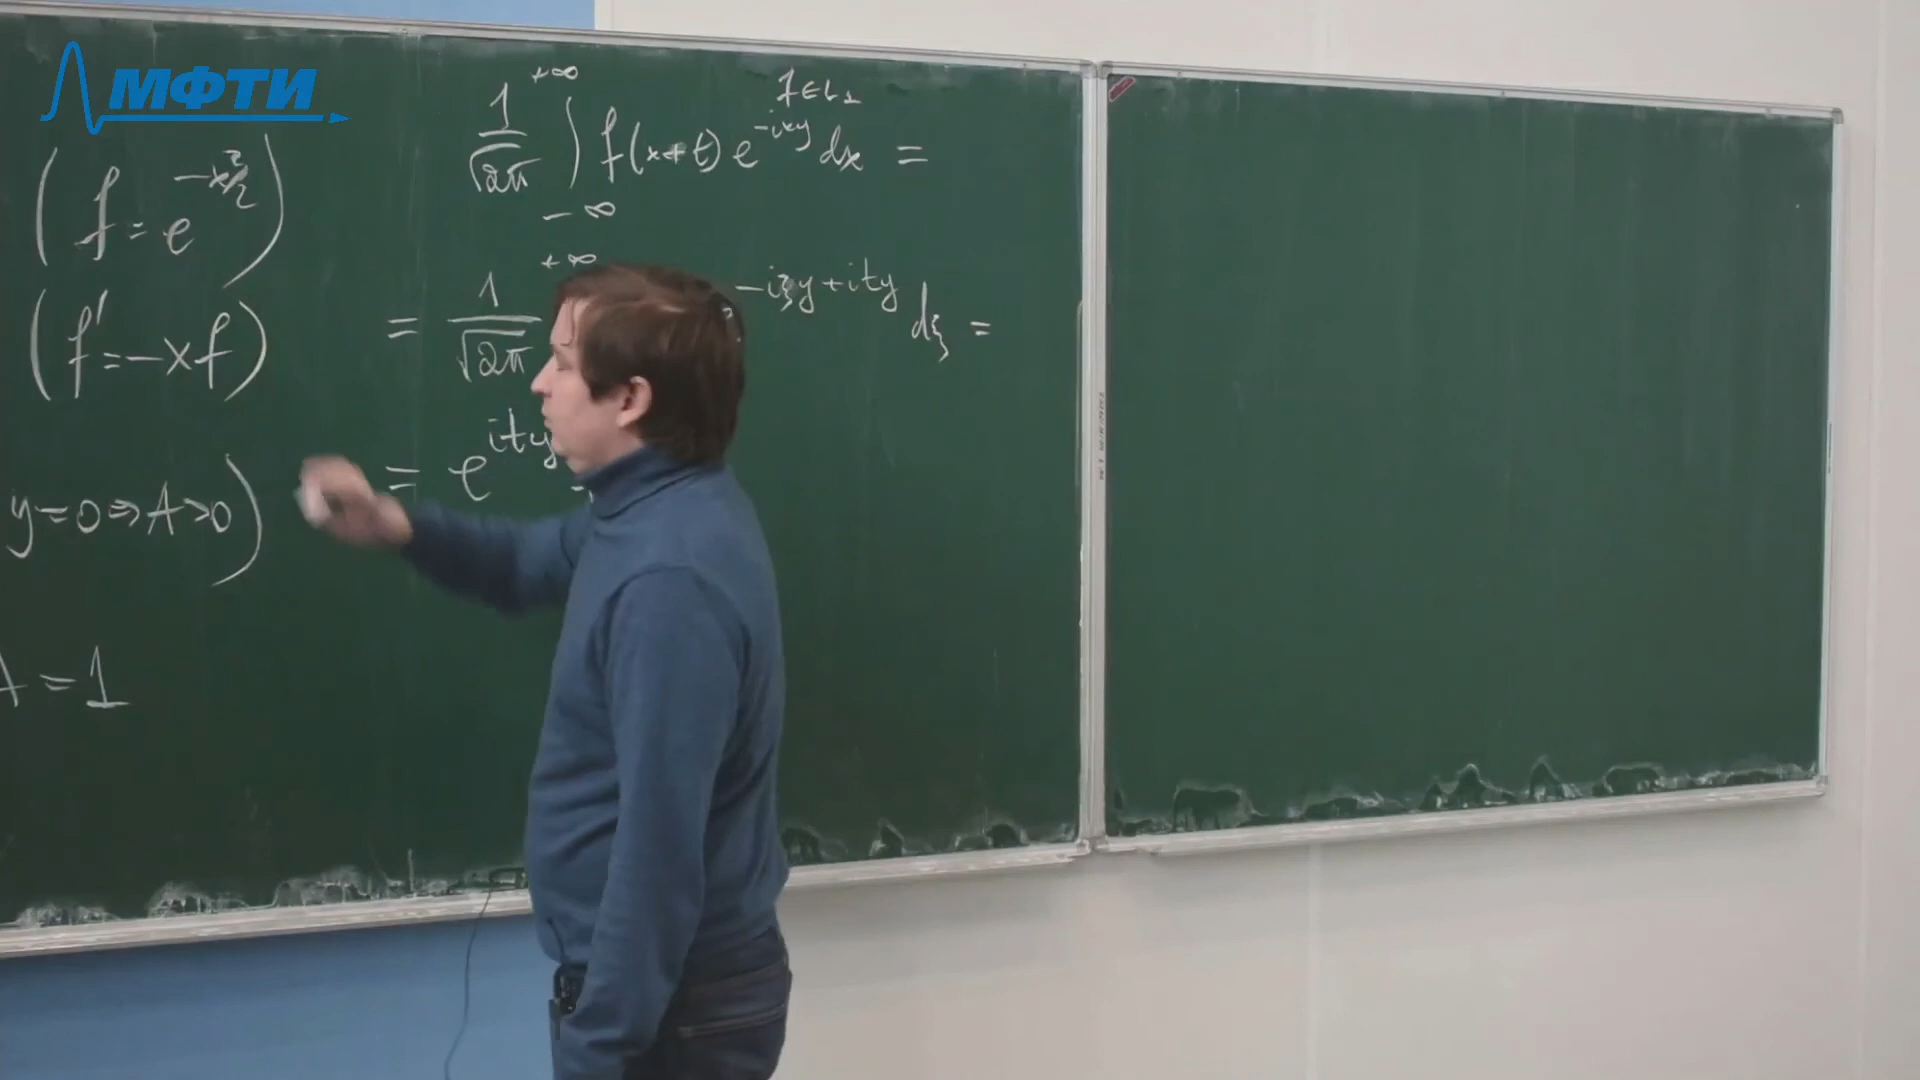 МФТИ
(f = e^{-x²/2})
(f' = -xf)
y = 0 ⇒ A > 0)
A = 1
f ∈ L₁
1/√2π ∫_{-∞}^{+∞} f(x+t) e^{-ixy} dx =
= 1/√2π +∞ -iξy + ity dξ =
= e^{ity}